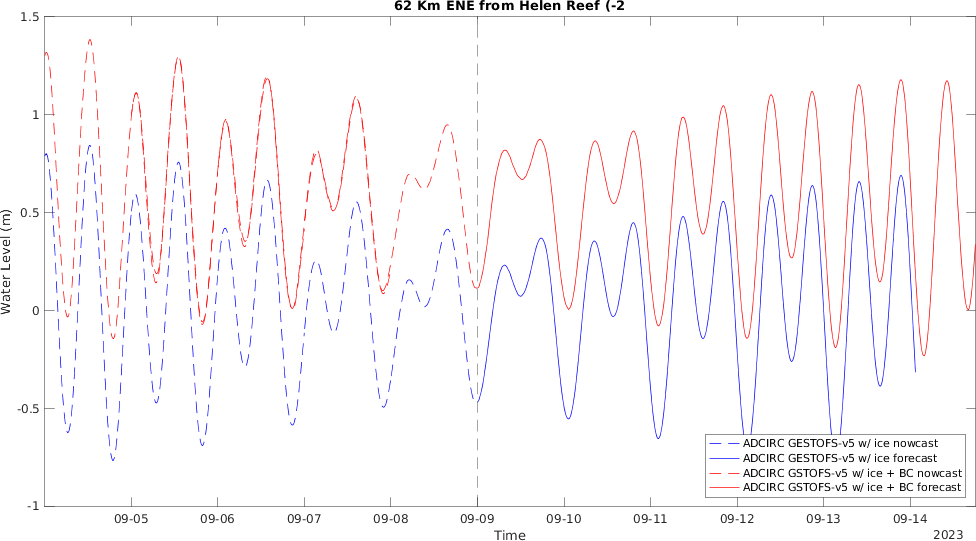 62 Km ENE from Helen Reef (-2
Water Level (m)
1.5
1
0.5
0
-0.5
-1
09-05 09-06 09-07 09-08 09-09 09-10 09-11 09-12 09-13 09-14
Time
2023
ADCIRC GESTOFS-v5 w/ ice nowcast
ADCIRC GESTOFS-v5 w/ ice forecast
ADCIRC GSTOFS-v5 w/ ice + BC nowcast
ADCIRC GSTOFS-v5 w/ ice + BC forecast